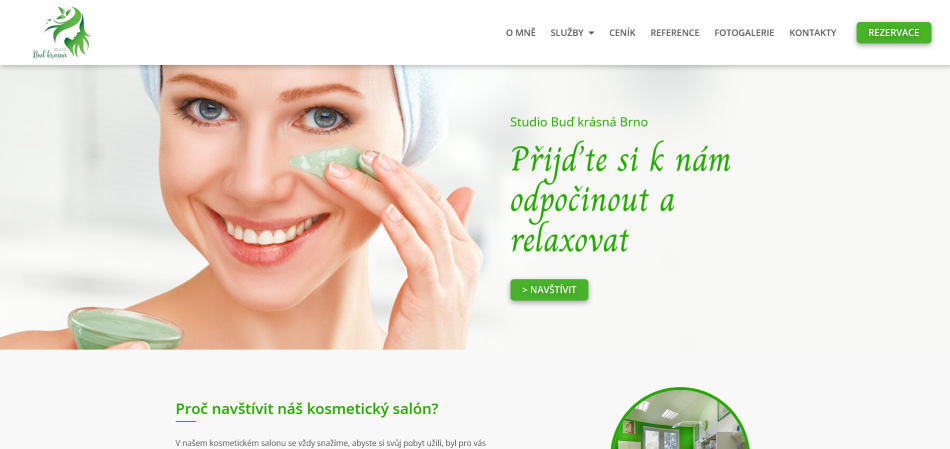 Studio
Buď krásná
O MNĚ
SLUŽBY
CENÍK
REFERENCE
FOTOGALERIE
KONTAKTY
REZERVACE
Studio Buď krásná Brno
Přijďte si k nám
odpočinout a
relaxovat
> NAVŠTÍVIT
Proč navštívit náš kosmetický salón?
V našem kosmetickém salonu se vždy snažíme, abyste si svůj pobyt užili, byl pro vás